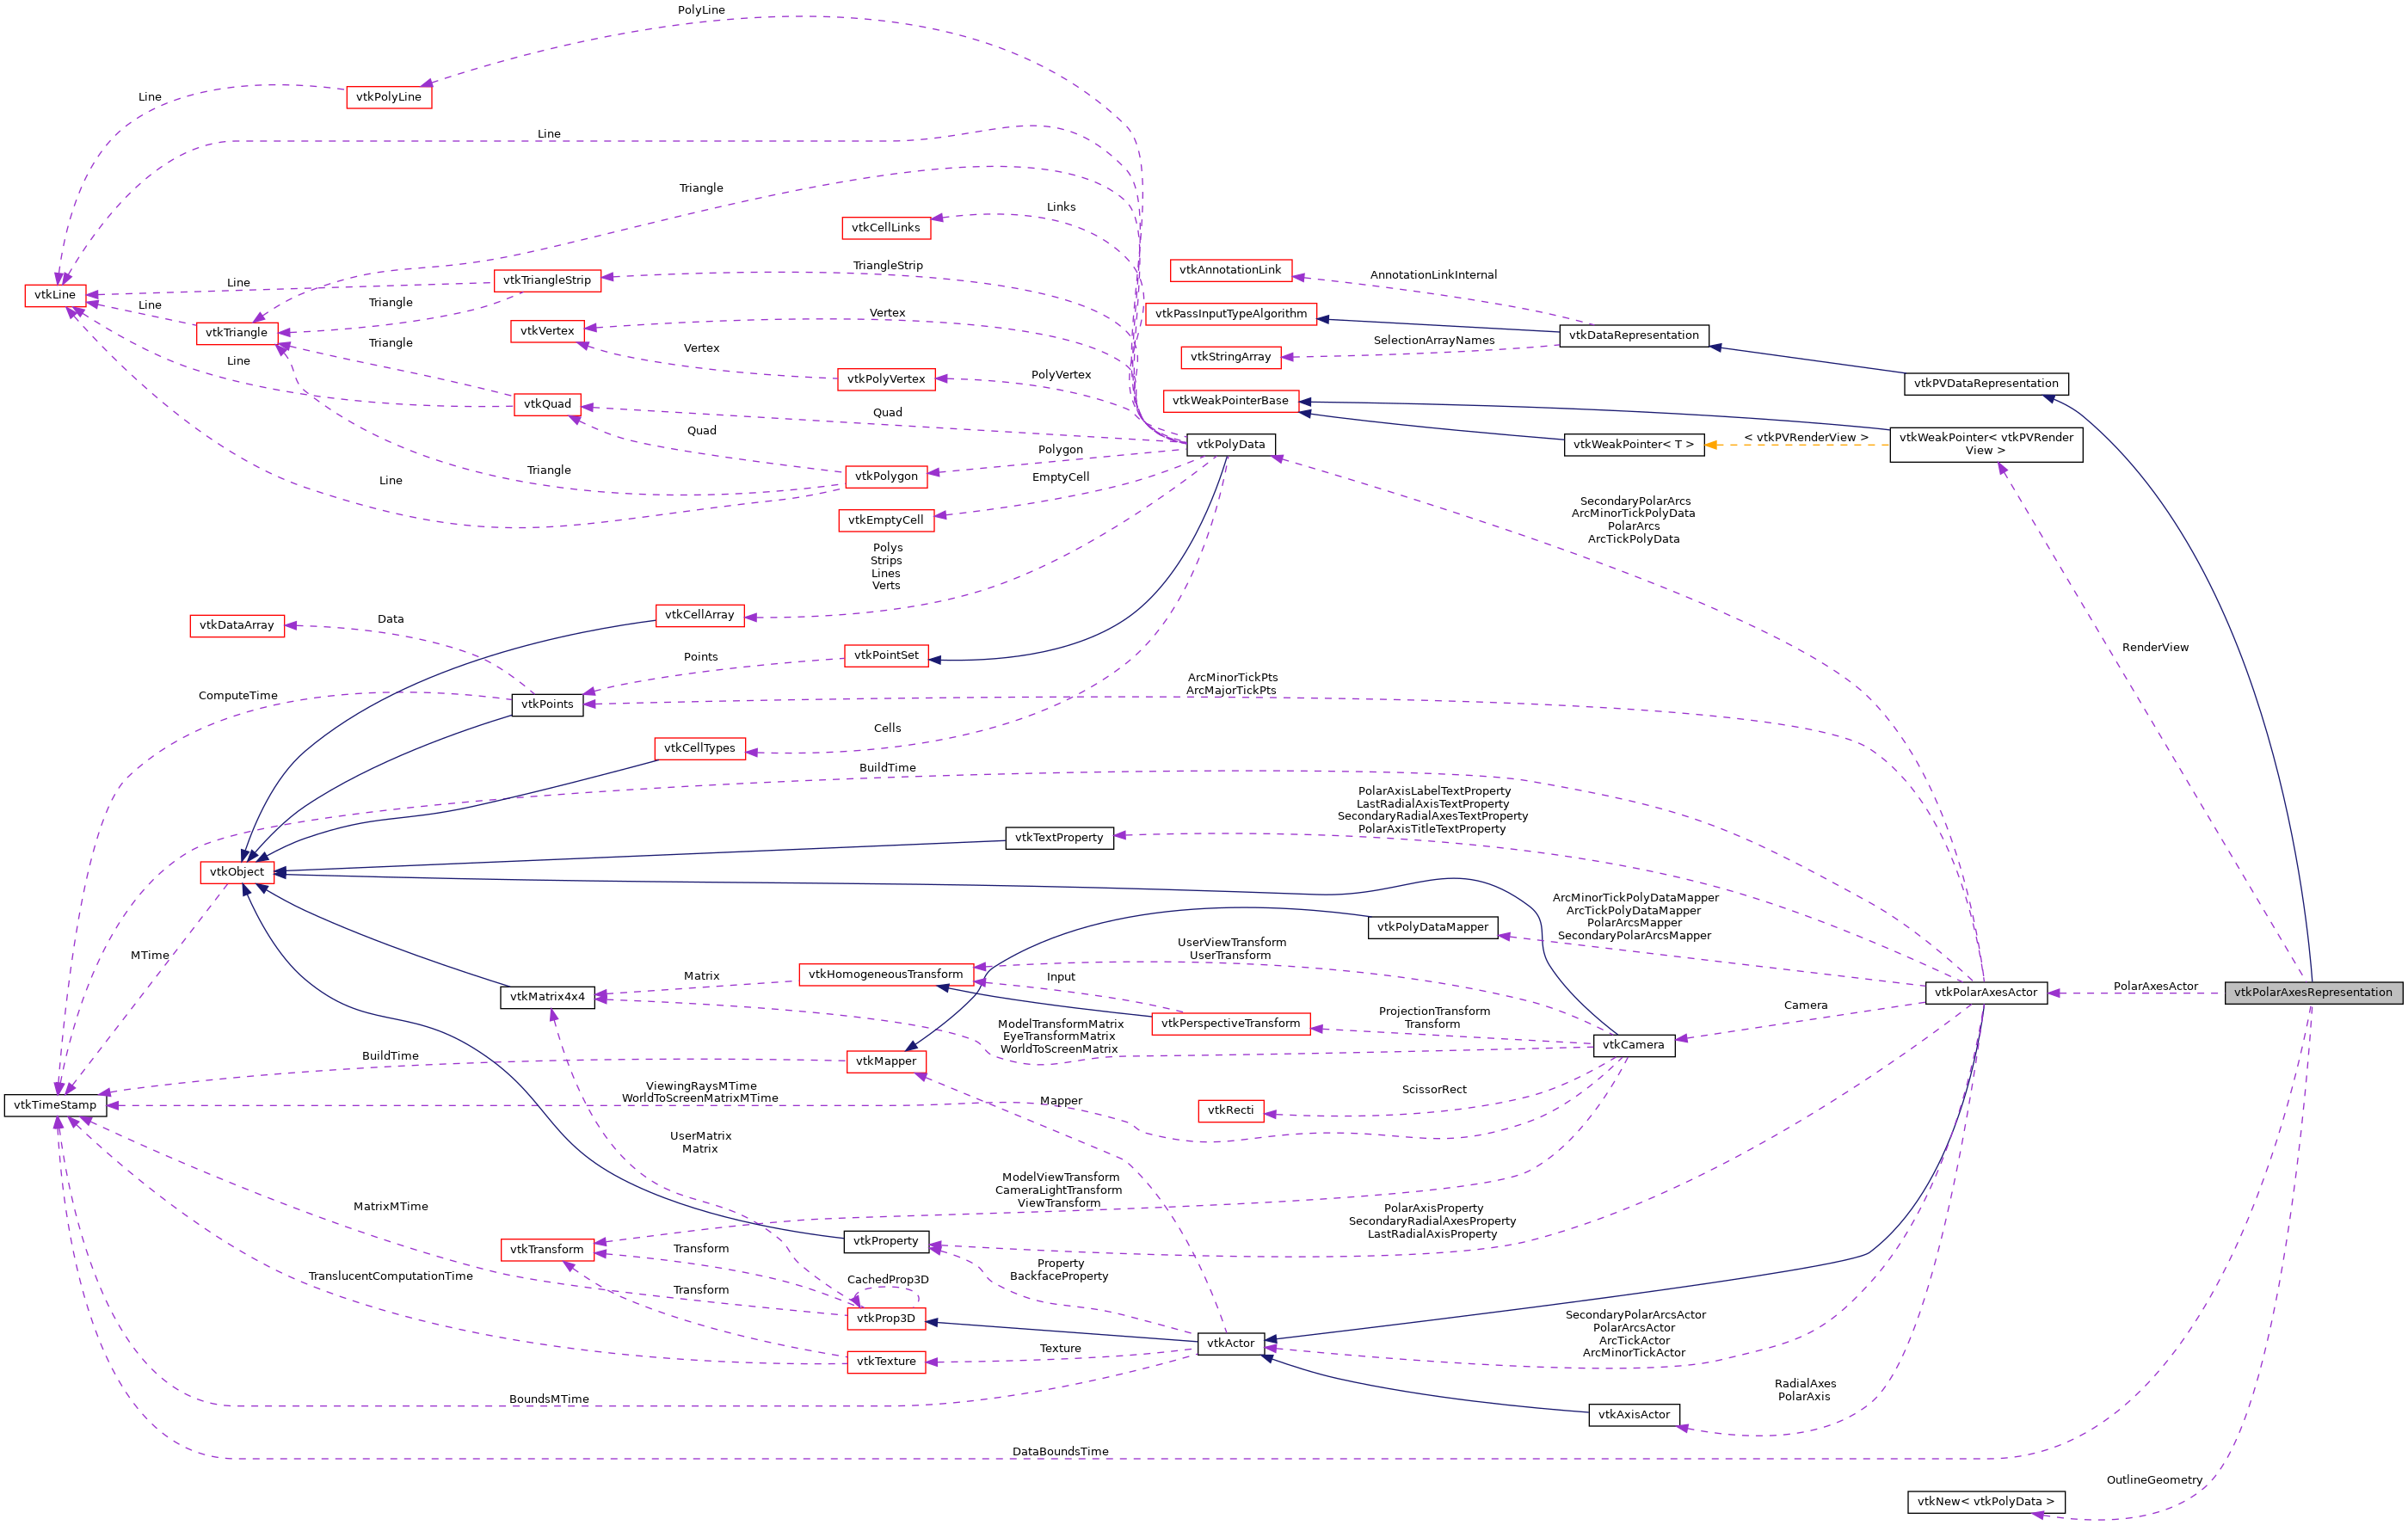 PolyLine
vtkPolyLine
Line
Line
Triangle
Links
vtkCellLinks
TriangleStrip
vtkAnnotationLink
AnnotationLinkInternal
vtkTriangleStrip
Line
vtkLine
Line
Triangle
vtkPassInputTypeAlgorithm
Vertex
vtkVertex
vtkTriangle
vtkDataRepresentation
Triangle
Vertex
SelectionArrayNames
vtkStringArray
Line
PolyVertex
vtkPolyVertex
vtkPVDataRepresentation
vtkQuad
Quad
vtkWeakPointerBase
Quad
vtkPolyData
vtkWeakPointer< T >
< vtkPVRenderView >
vtkWeakPointer< vtkPVRender
View >
Polygon
Triangle
Line
vtkPolygon
EmptyCell
SecondaryPolarArcs
ArcMinorTickPolyData
PolarArcs
ArcTickPolyData
vtkEmptyCell
Polys
Strips
Lines
Verts
vtkCellArray
vtkDataArray
Data
Points
vtkPointSet
RenderView
ComputeTime
vtkPoints
ArcMinorTickPts
ArcMajorTickPts
Cells
vtkCellTypes
BuildTime
PolarAxisLabelTextProperty
LastRadialAxisTextProperty
SecondaryRadialAxesTextProperty
PolarAxisTitleTextProperty
vtkTextProperty
vtkObject
ArcMinorTickPolyDataMapper
ArcTickPolyDataMapper
PolarArcsMapper
SecondaryPolarArcsMapper
vtkPolyDataMapper
MTime
UserViewTransform
UserTransform
Matrix
vtkHomogeneousTransform
Input
vtkMatrix4x4
vtkPolarAxesActor
PolarAxesActor
vtkPolarAxesRepresentation
Camera
ProjectionTransform
Transform
vtkPerspectiveTransform
ModelTransformMatrix
EyeTransformMatrix
WorldToScreenMatrix
vtkCamera
BuildTime
vtkMapper
ViewingRaysMTime
WorldToScreenMatrixMTime
ScissorRect
Mapper
vtkRecti
vtkTimeStamp
UserMatrix
Matrix
ModelViewTransform
CameraLightTransform
ViewTransform
MatrixMTime
PolarAxisProperty
SecondaryRadialAxesProperty
LastRadialAxisProperty
vtkProperty
vtkTransform
Transform
Property
BackfaceProperty
TranslucentComputationTime
CachedProp3D
Transform
vtkProp3D
SecondaryPolarArcsActor
PolarArcsActor
ArcTickActor
ArcMinorTickActor
vtkActor
Texture
vtkTexture
RadialAxes
PolarAxis
BoundsMTime
vtkAxisActor
DataBoundsTime
OutlineGeometry
vtkNew< vtkPolyData >